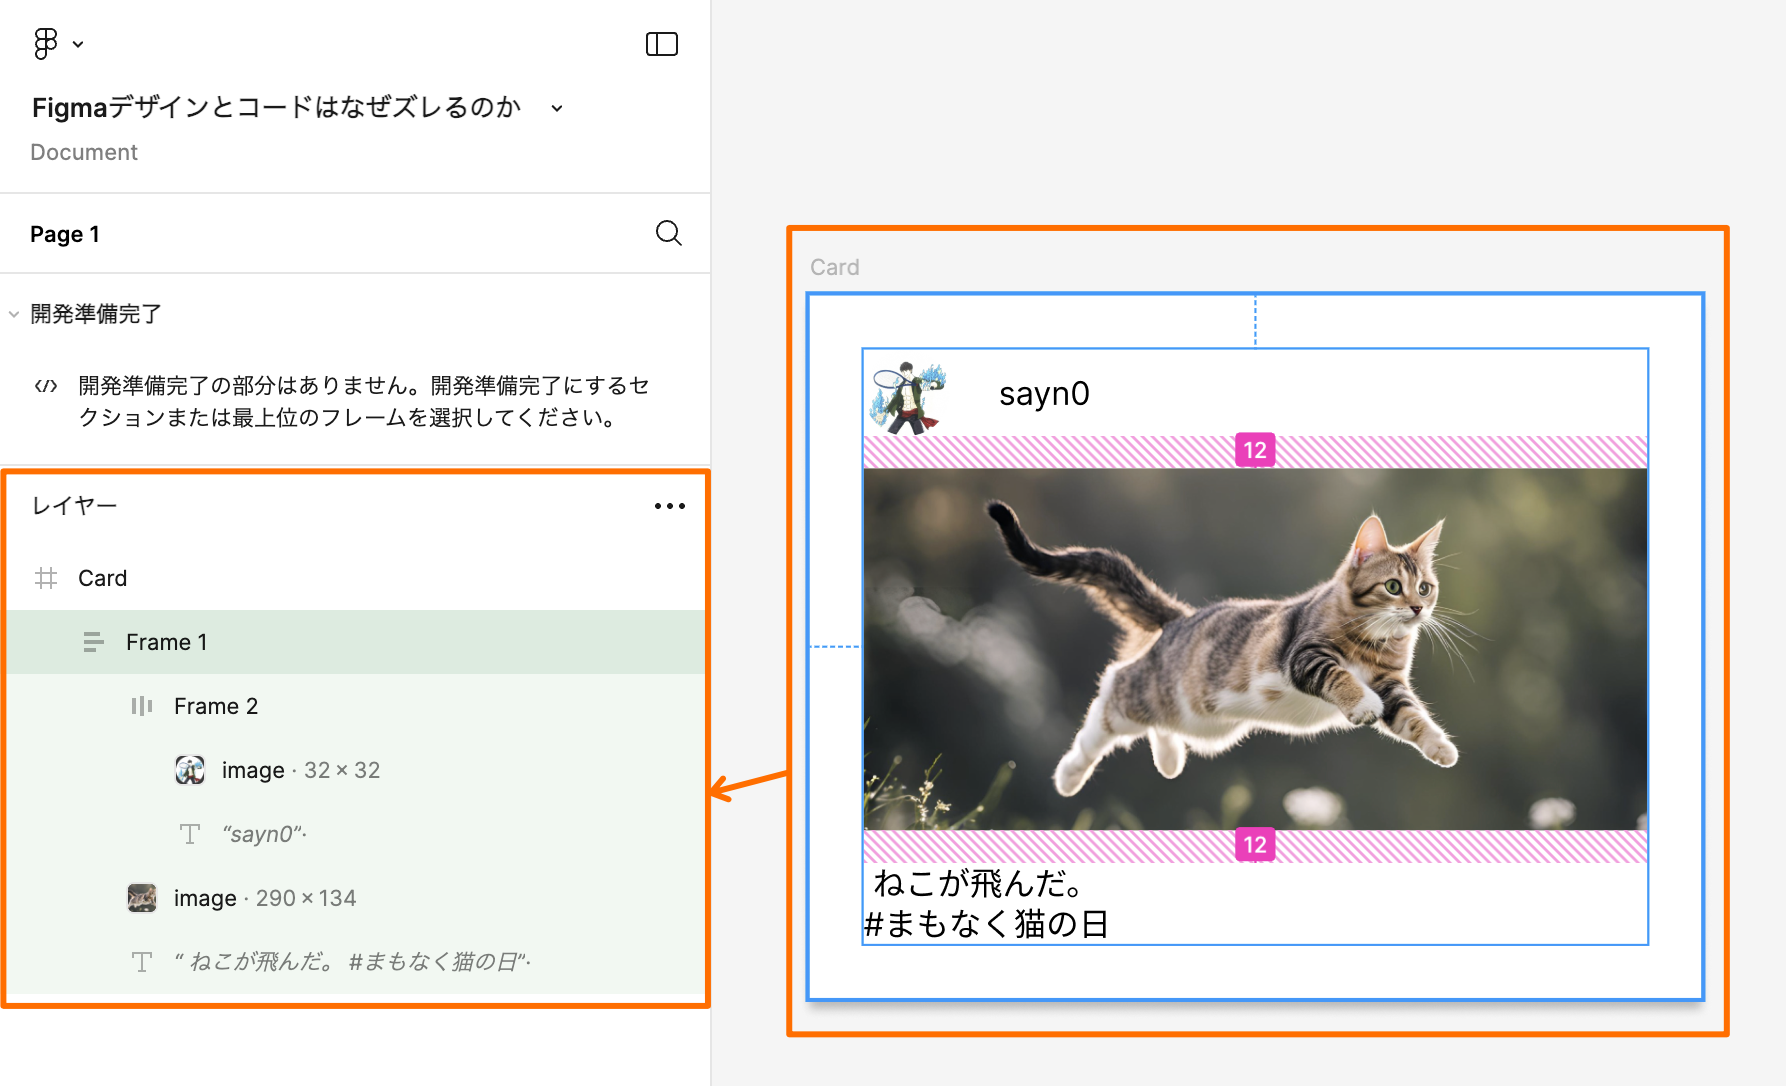 Figmaデザインとコードはなぜズレるのか
Document
Page 1
開発準備完了
開発準備完了の部分はありません。開発準備完了にするセ
クションまたは最上位のフレームを選択してください。
レイヤー
Card
Frame 1
Frame 2
image · 32 × 32
“sayn0”·
image · 290 × 134
“ ねこが飛んだ。 #まもなく猫の日”·
Card
sayn0
12
12
ねこが飛んだ。
#まもなく猫の日